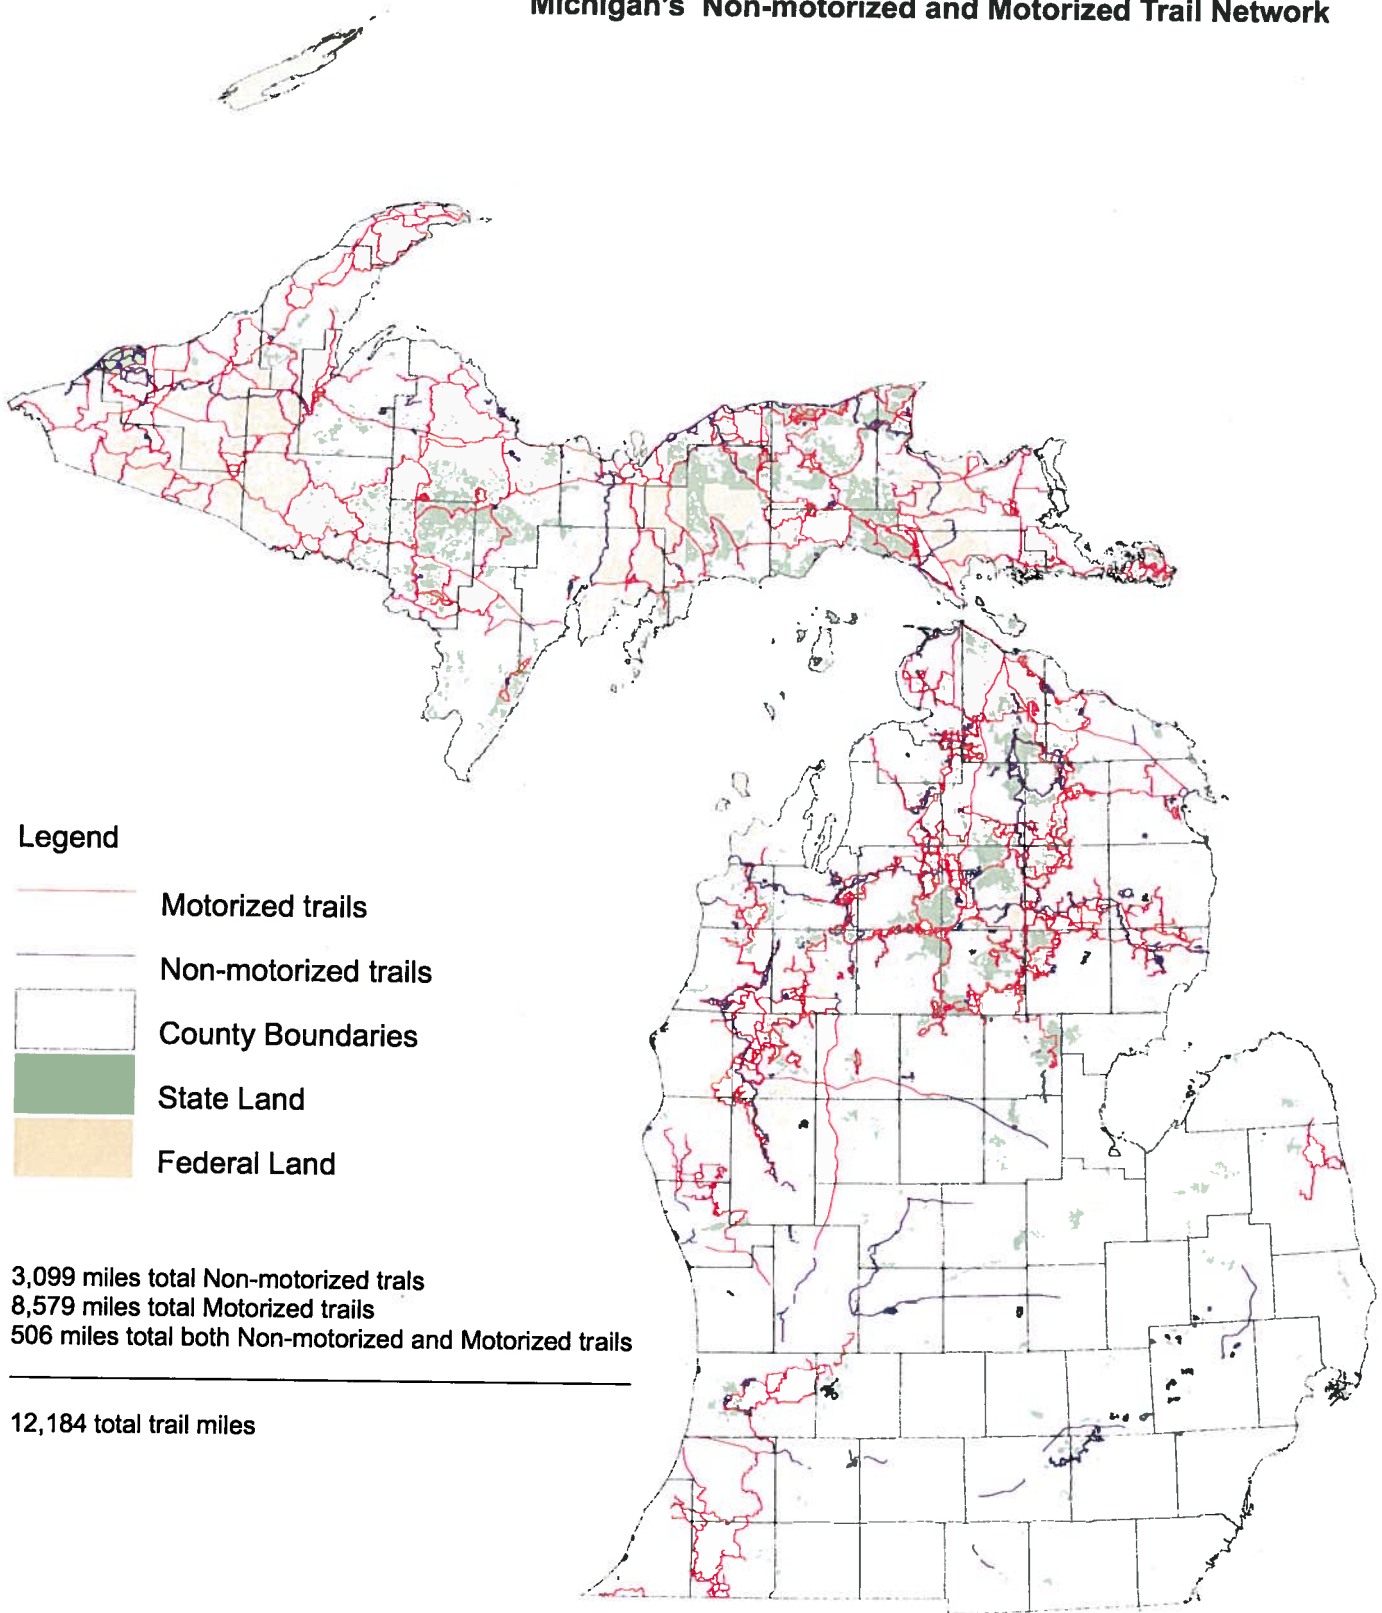 Michigan's Non-motorized and Motorized Trail Network
Legend
Motorized trails
Non-motorized trails
County Boundaries
State Land
Federal Land
3,099 miles total Non-motorized trals
8,579 miles total Motorized trails
506 miles total both Non-motorized and Motorized trails
12,184 total trail miles